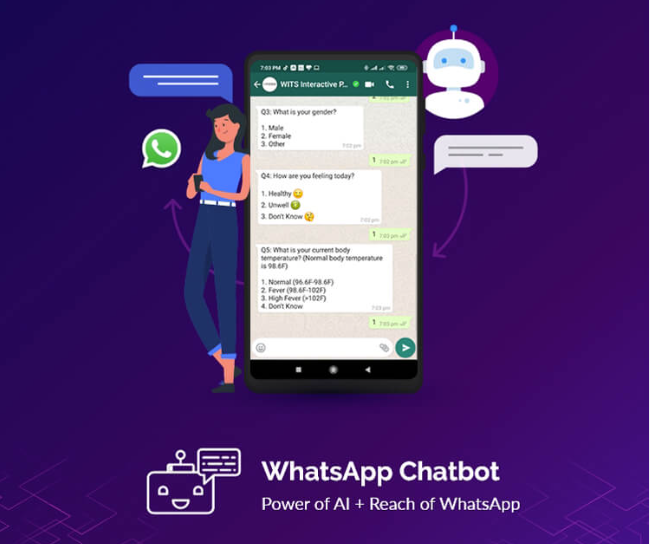 7:03 PM
WITS Interactive P...
7:02 pm
Q3: What is your gender?
1. Male
2. Female
3. Other
7:02 pm
1 7:02 pm
Q4: How are you feeling today?
1. Healthy 😊
2. Unwell 🤢
3. Don't Know 🤔
7:02 pm
1 7:02 pm
Q5: What is your current body
temperature? (Normal body temperature
is 98.6F)
1. Normal (96.6F-98.6F)
2. Fever (98.6F-102F)
3. High Fever (>102F)
4. Don't Know
7:03 pm
1 7:03 pm
WhatsApp Chatbot
Power of AI + Reach of WhatsApp